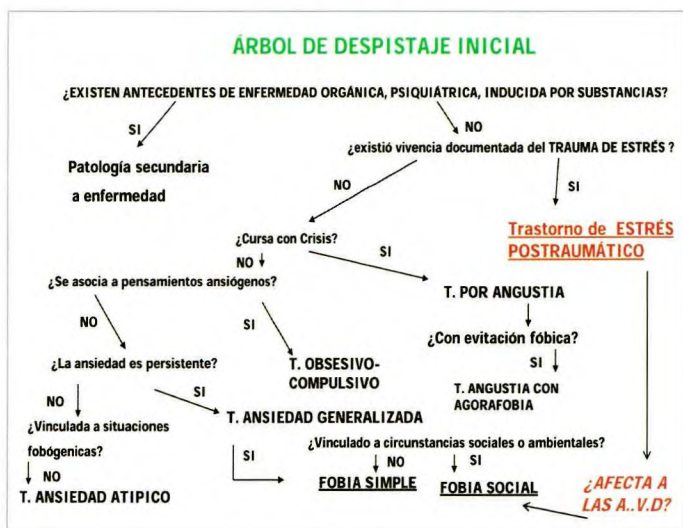 ÁRBOL DE DESPISTAJE INICIAL
¿EXISTEN ANTECEDENTES DE ENFERMEDAD ORGÁNICA, PSIQUIÁTRICA, INDUCIDA POR SUBSTANCIAS?
SI
NO
Patología secundaria
a enfermedad
¿existió vivencia documentada del TRAUMA DE ESTRÉS ?
NO
SI
Trastorno de ESTRÉS
POSTRAUMÁTICO
¿Cursa con Crisis?
NO
SI
¿Se asocia a pensamientos ansiógenos?
T. POR ANGUSTIA
NO
SI
¿Con evitación fóbica?
SI
¿La ansiedad es persistente?
T. OBSESIVO-
COMPULSIVO
T. ANGUSTIA CON
AGORAFOBIA
NO
SI
T. ANSIEDAD GENERALIZADA
¿Vinculada a situaciones
fobógenicas?
¿Vinculado a circunstancias sociales o ambientales?
SI
NO
SI
NO
T. ANSIEDAD ATIPICO
FOBIA SIMPLE
FOBIA SOCIAL
¿AFECTA A
LAS A..V.D?